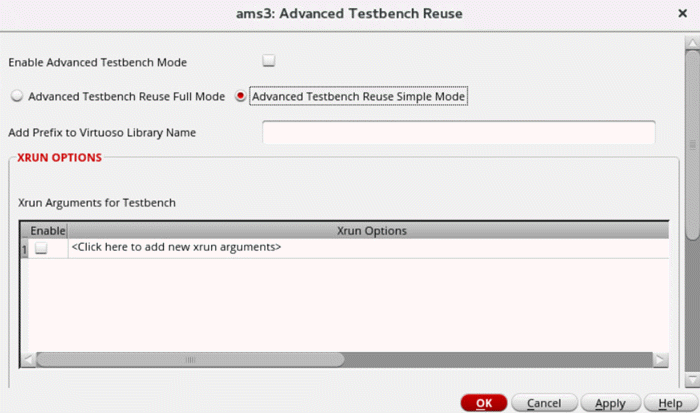 ams3: Advanced Testbench Reuse
Enable Advanced Testbench Mode
Advanced Testbench Reuse Full Mode Advanced Testbench Reuse Simple Mode
Add Prefix to Virtuoso Library Name
XRUN OPTIONS
Xrun Arguments for Testbench
Enable Xrun Options
1 <Click here to add new xrun arguments>
OK Cancel Apply Help